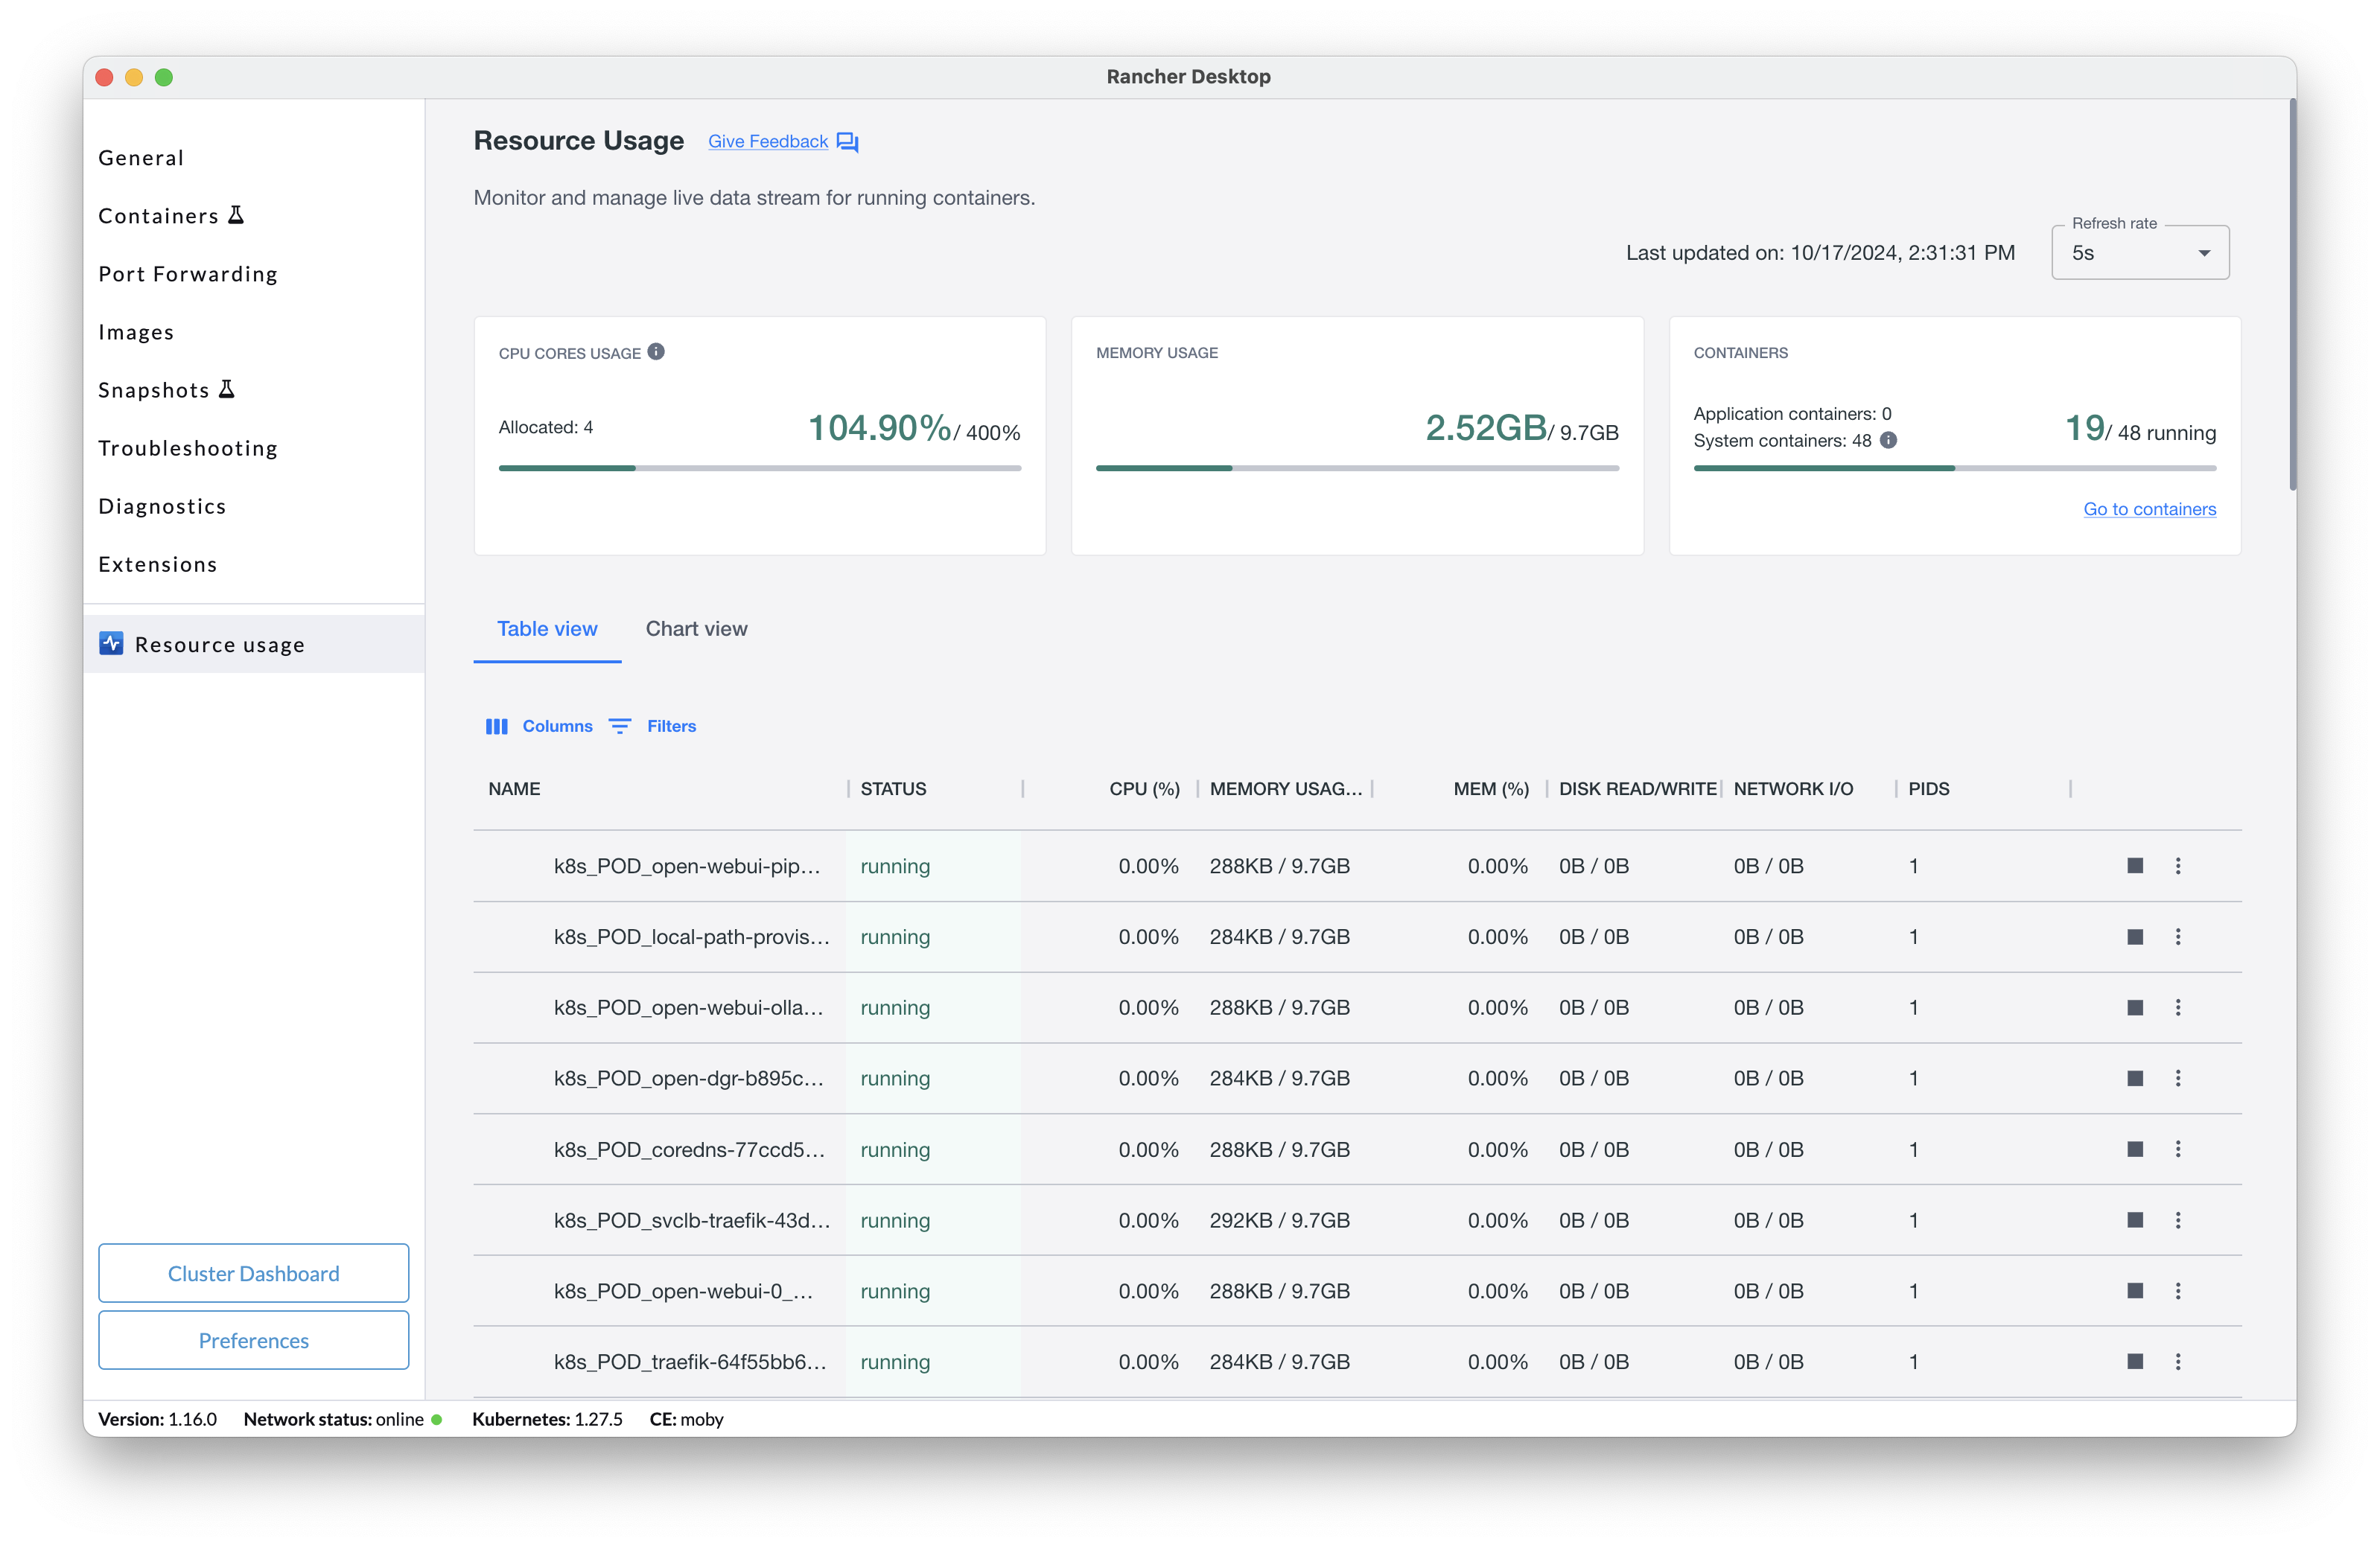 Rancher Desktop
General
Containers
Port Forwarding
Images
Snapshots
Troubleshooting
Diagnostics
Extensions
Resource usage
Cluster Dashboard
Preferences
Resource Usage Give Feedback
Monitor and manage live data stream for running containers.
Last updated on: 10/17/2024, 2:31:31 PM
Refresh rate
5s
CPU CORES USAGE
Allocated: 4
104.90%/ 400%
MEMORY USAGE
2.52GB/ 9.7GB
CONTAINERS
Application containers: 0
System containers: 48
19/ 48 running
Go to containers
Table view Chart view
Columns Filters
NAME STATUS CPU (%) MEMORY USAG... MEM (%) DISK READ/WRITE NETWORK I/O PIDS
k8s_POD_open-webui-pip... running 0.00% 288KB / 9.7GB 0.00% 0B / 0B 0B / 0B 1
k8s_POD_local-path-provis... running 0.00% 284KB / 9.7GB 0.00% 0B / 0B 0B / 0B 1
k8s_POD_open-webui-olla... running 0.00% 288KB / 9.7GB 0.00% 0B / 0B 0B / 0B 1
k8s_POD_open-dgr-b895c... running 0.00% 284KB / 9.7GB 0.00% 0B / 0B 0B / 0B 1
k8s_POD_coredns-77ccd5... running 0.00% 288KB / 9.7GB 0.00% 0B / 0B 0B / 0B 1
k8s_POD_svclb-traefik-43d... running 0.00% 292KB / 9.7GB 0.00% 0B / 0B 0B / 0B 1
k8s_POD_open-webui-0_... running 0.00% 288KB / 9.7GB 0.00% 0B / 0B 0B / 0B 1
k8s_POD_traefik-64f55bb6... running 0.00% 284KB / 9.7GB 0.00% 0B / 0B 0B / 0B 1
Version: 1.16.0 Network status: online Kubernetes: 1.27.5 CE: moby